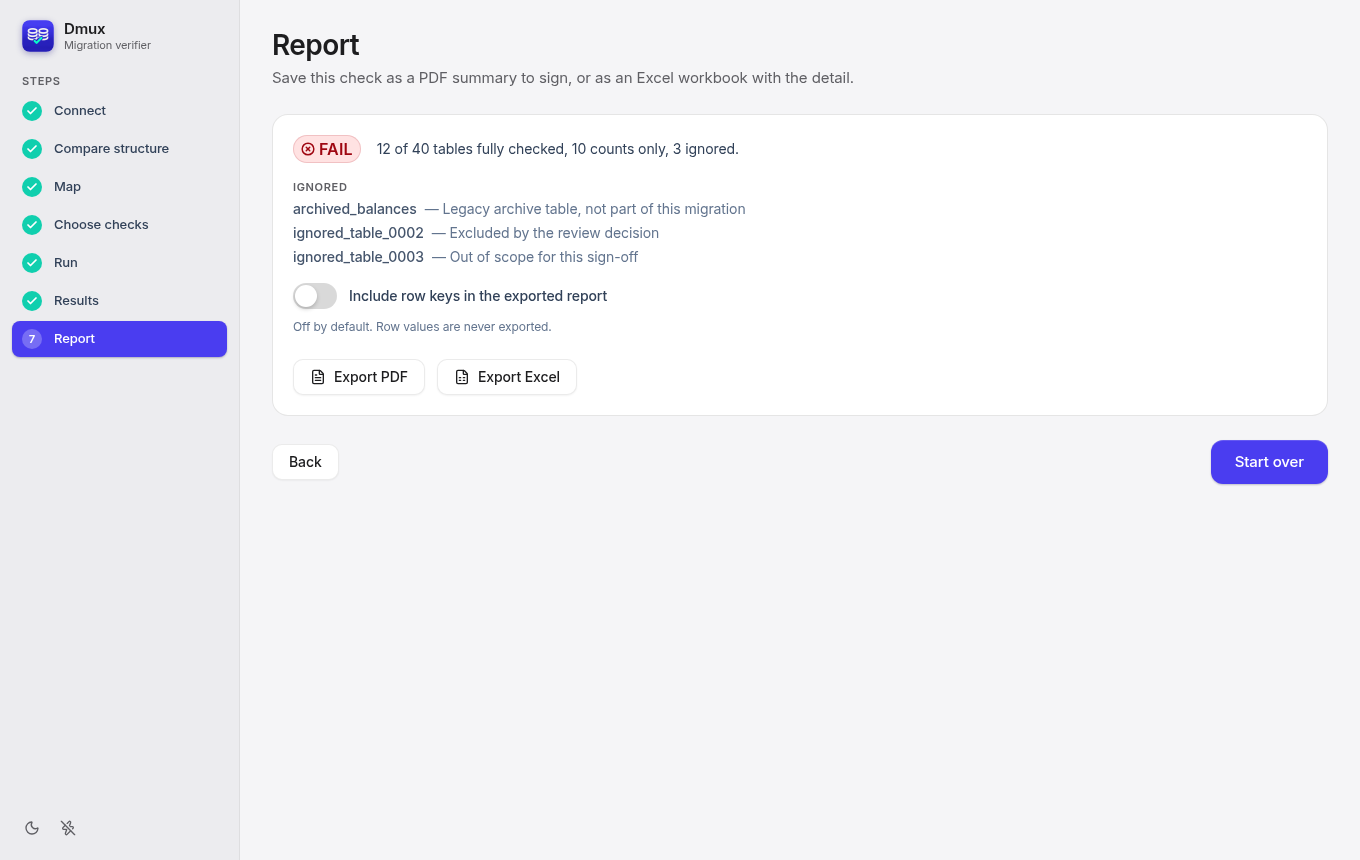 Dmux
Migration verifier
STEPS
Connect
Compare structure
Map
Choose checks
Run
Results
7 Report
Report
Save this check as a PDF summary to sign, or as an Excel workbook with the detail.
FAIL 12 of 40 tables fully checked, 10 counts only, 3 ignored.
IGNORED
archived_balances — Legacy archive table, not part of this migration
ignored_table_0002 — Excluded by the review decision
ignored_table_0003 — Out of scope for this sign-off
Include row keys in the exported report
Off by default. Row values are never exported.
Export PDF Export Excel
Back Start over